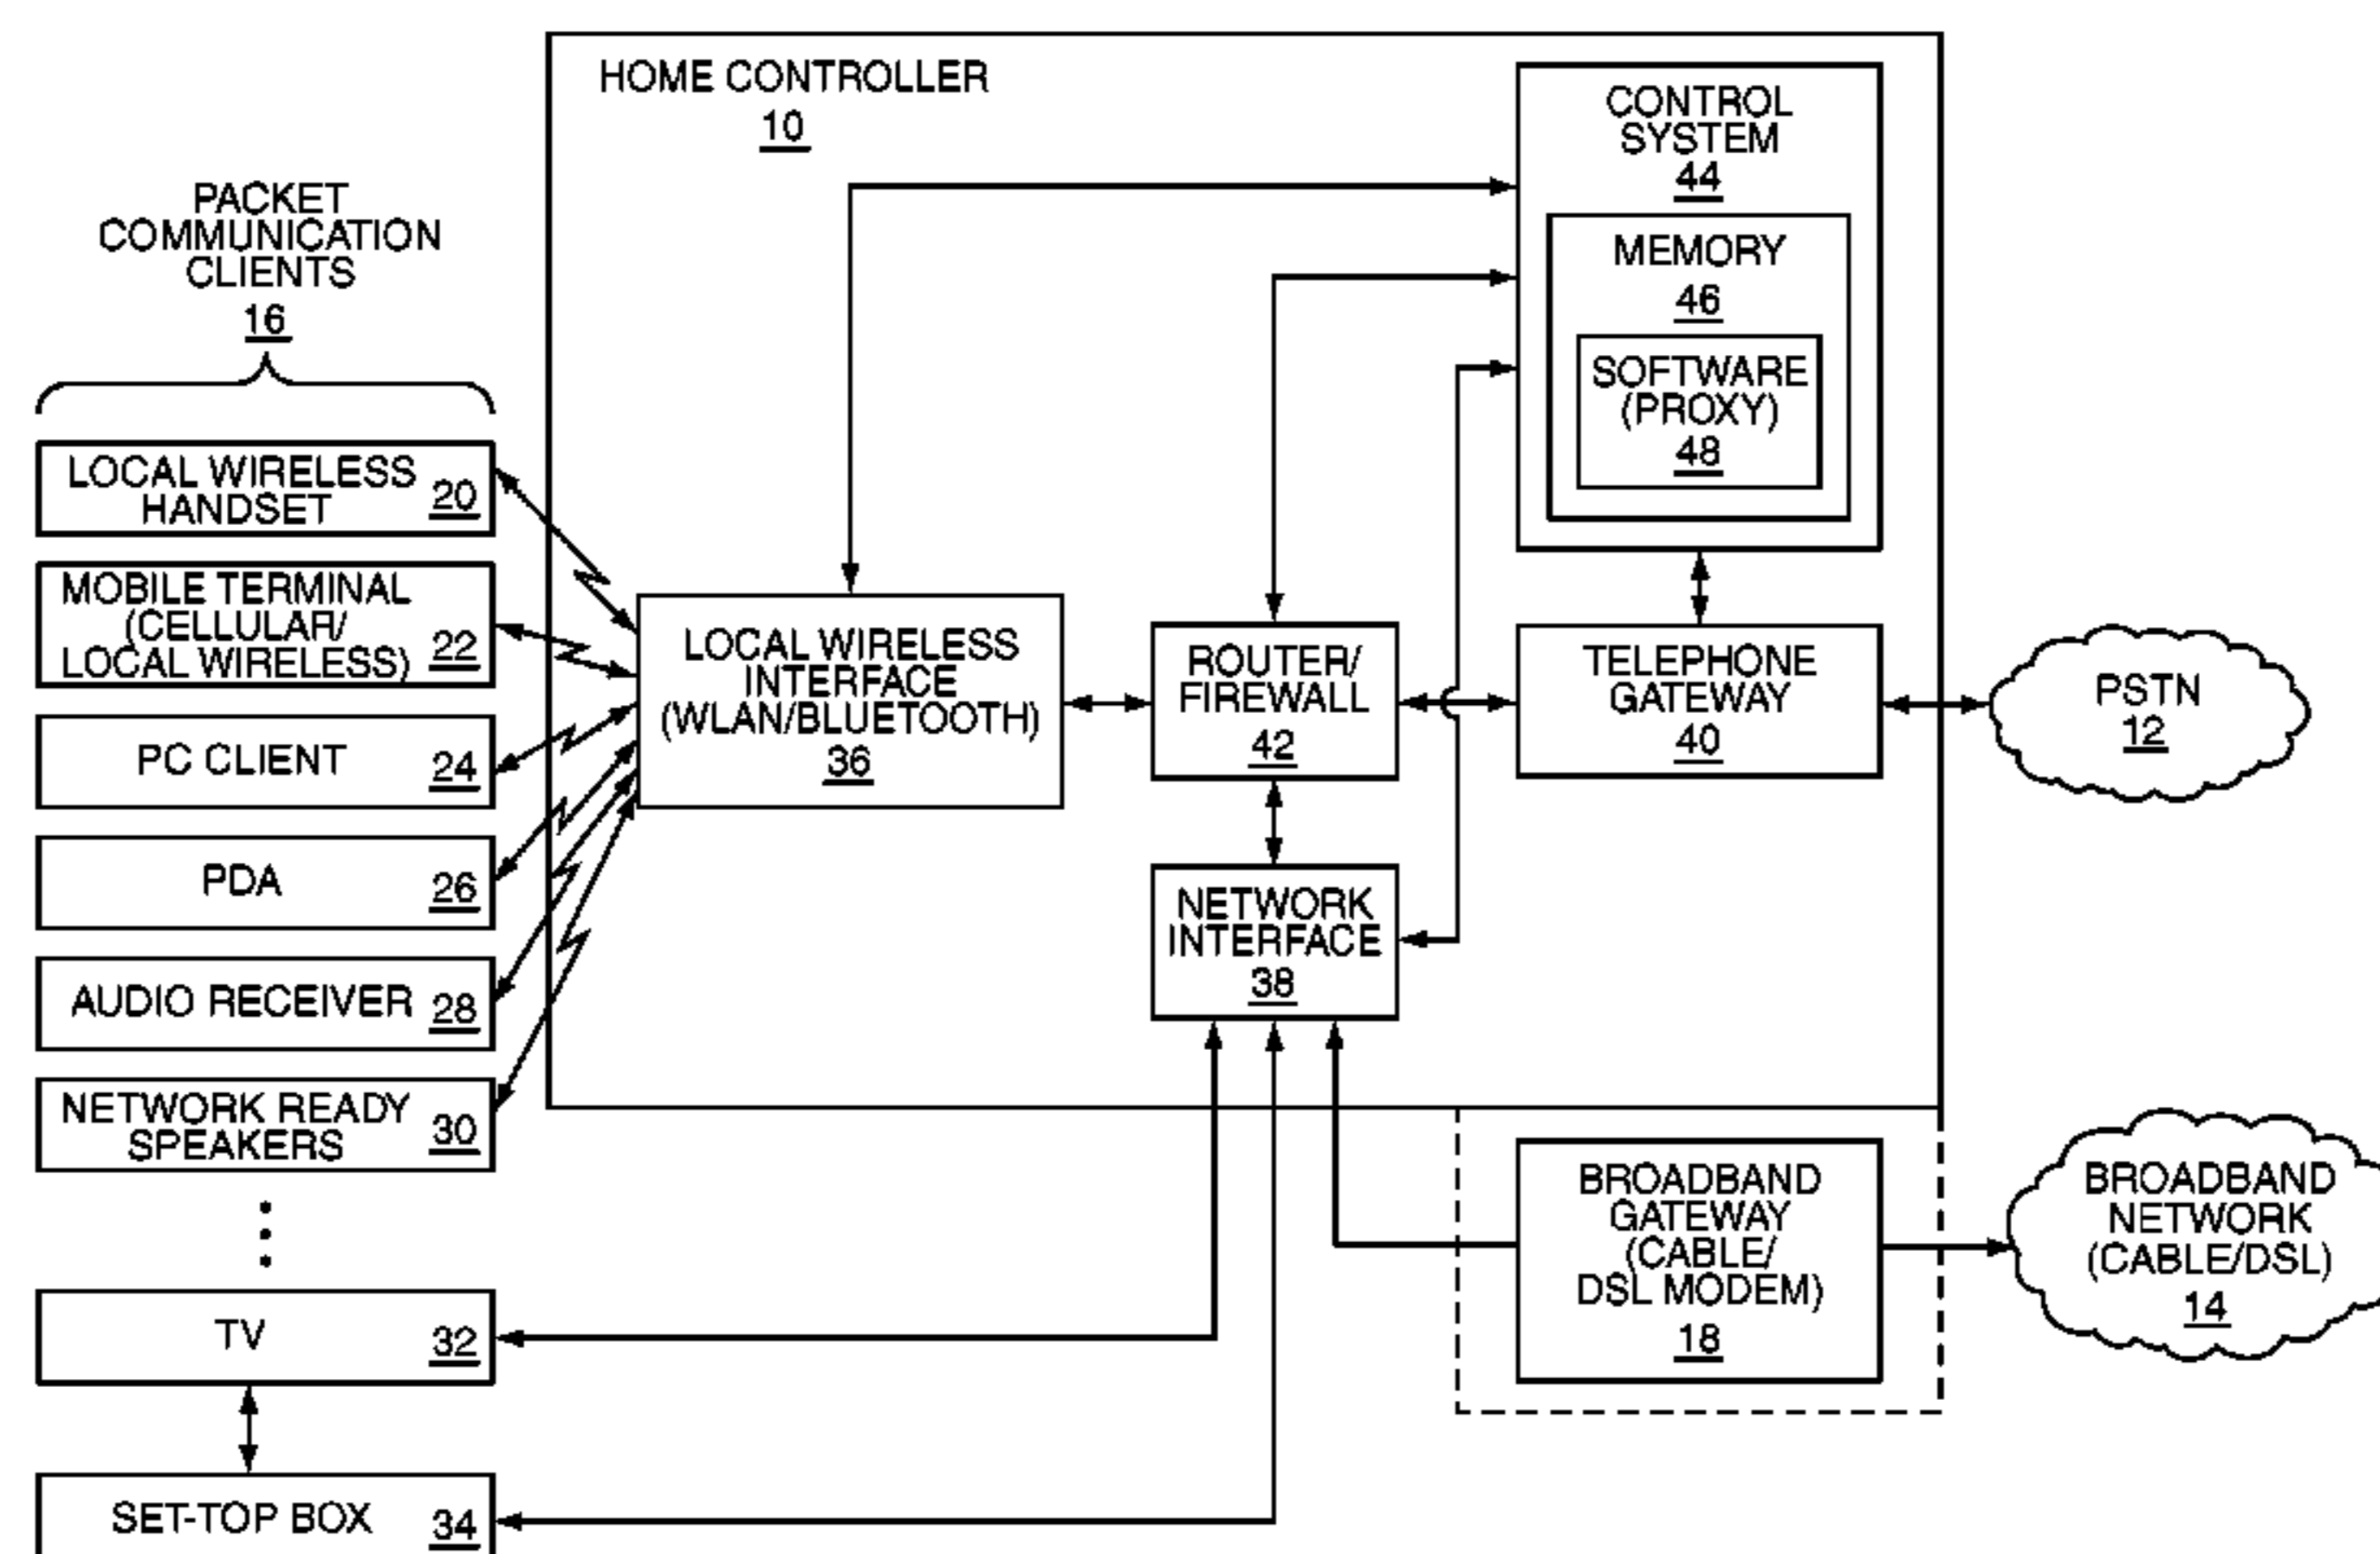 HOME CONTROLLER
10
CONTROL
SYSTEM
44
MEMORY
46
SOFTWARE
(PROXY)
48
PACKET
COMMUNICATION
CLIENTS
16
LOCAL WIRELESS
HANDSET
20
MOBILE TERMINAL
(CELLULAR/
LOCAL WIRELESS)
22
PC CLIENT
24
PDA
26
AUDIO RECEIVER
28
NETWORK READY
SPEAKERS
30
TV
32
SET-TOP BOX
34
LOCAL WIRELESS
INTERFACE
(WLAN/BLUETOOTH)
36
ROUTER/
FIREWALL
42
TELEPHONE
GATEWAY
40
PSTN
12
NETWORK
INTERFACE
38
BROADBAND
GATEWAY
(CABLE/
DSL MODEM)
18
BROADBAND
NETWORK
(CABLE/DSL)
14